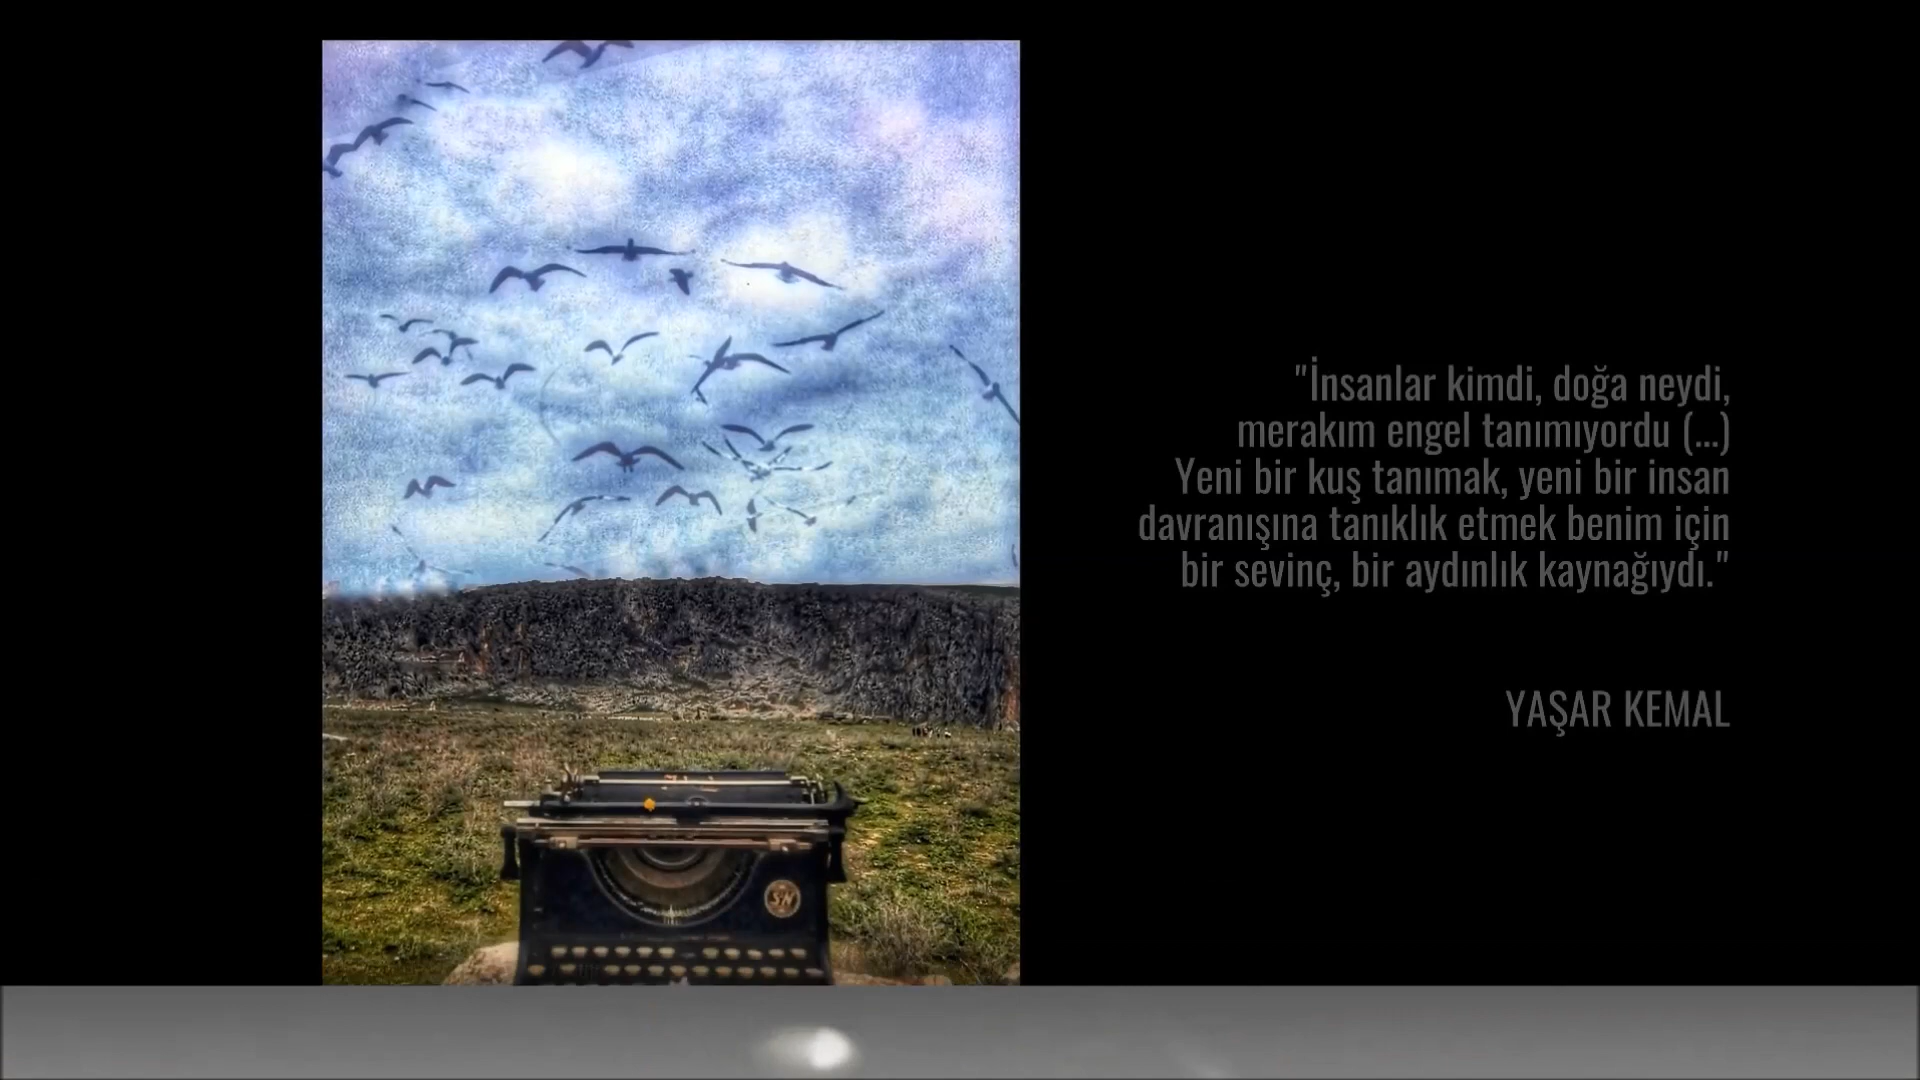 SN
"İnsanlar kimdi, doğa neydi,
merakım engel tanımıyordu (...)
Yeni bir kuş tanımak, yeni bir insan
davranışına tanıklık etmek benim için
bir sevinç, bir aydınlık kaynağıydı."
YAŞAR KEMAL